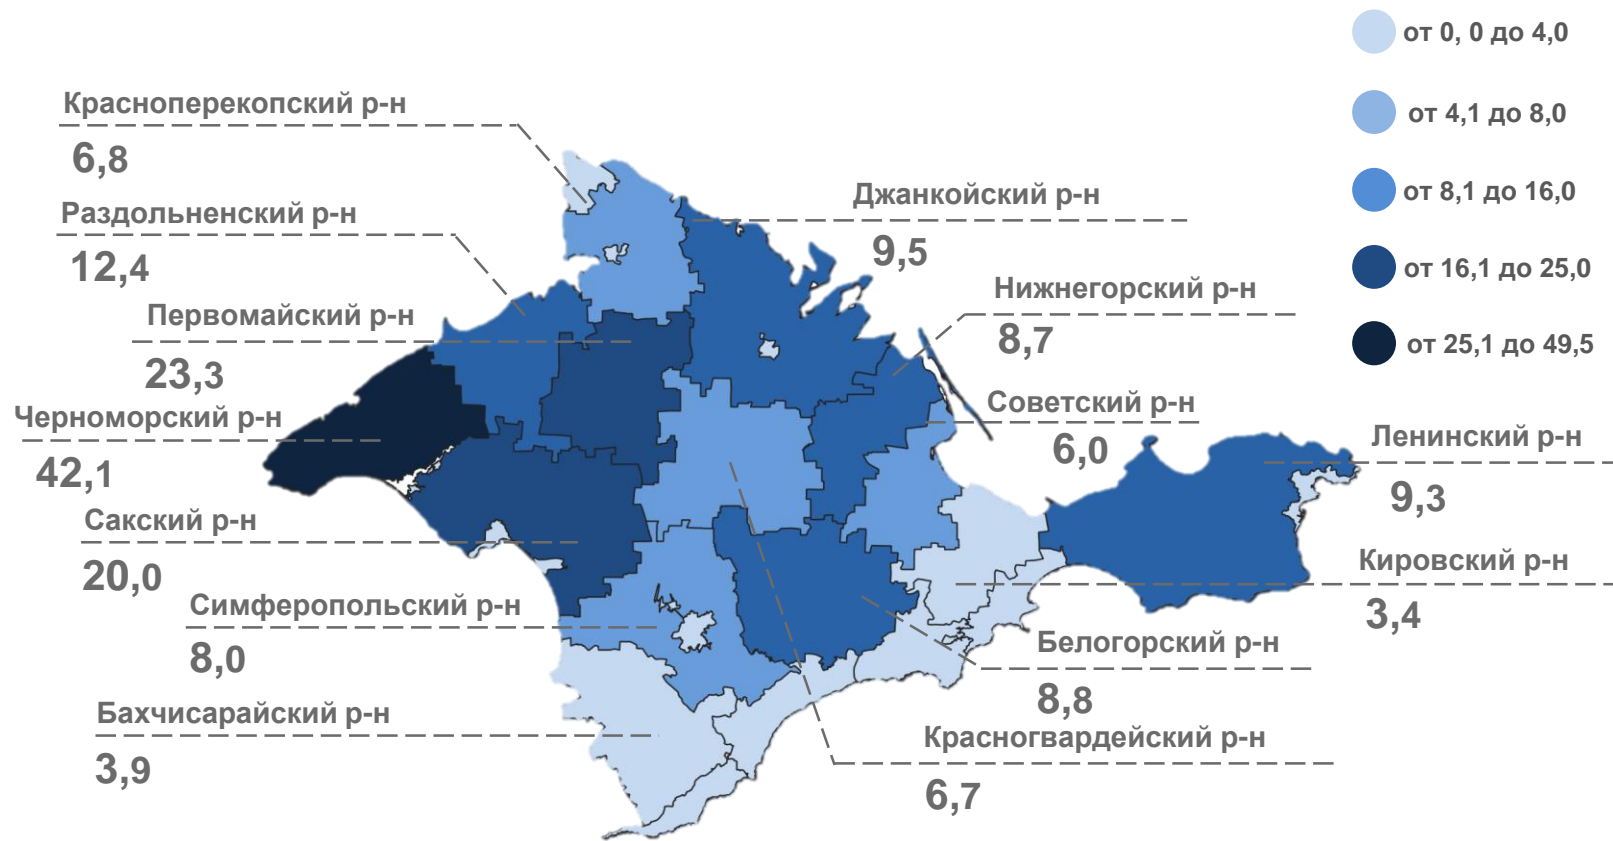 от 0, 0 до 4,0
от 4,1 до 8,0
от 8,1 до 16,0
от 16,1 до 25,0
от 25,1 до 49,5
Красноперекопский р-н
6,8
Раздольненский р-н
12,4
Первомайский р-н
23,3
Черноморский р-н
42,1
Сакский р-н
20,0
Симферопольский р-н
8,0
Бахчисарайский р-н
3,9
Джанкойский р-н
9,5
Нижнегорский р-н
8,7
Советский р-н
6,0
Ленинский р-н
9,3
Кировский р-н
3,4
Белогорский р-н
8,8
Красногвардейский р-н
6,7